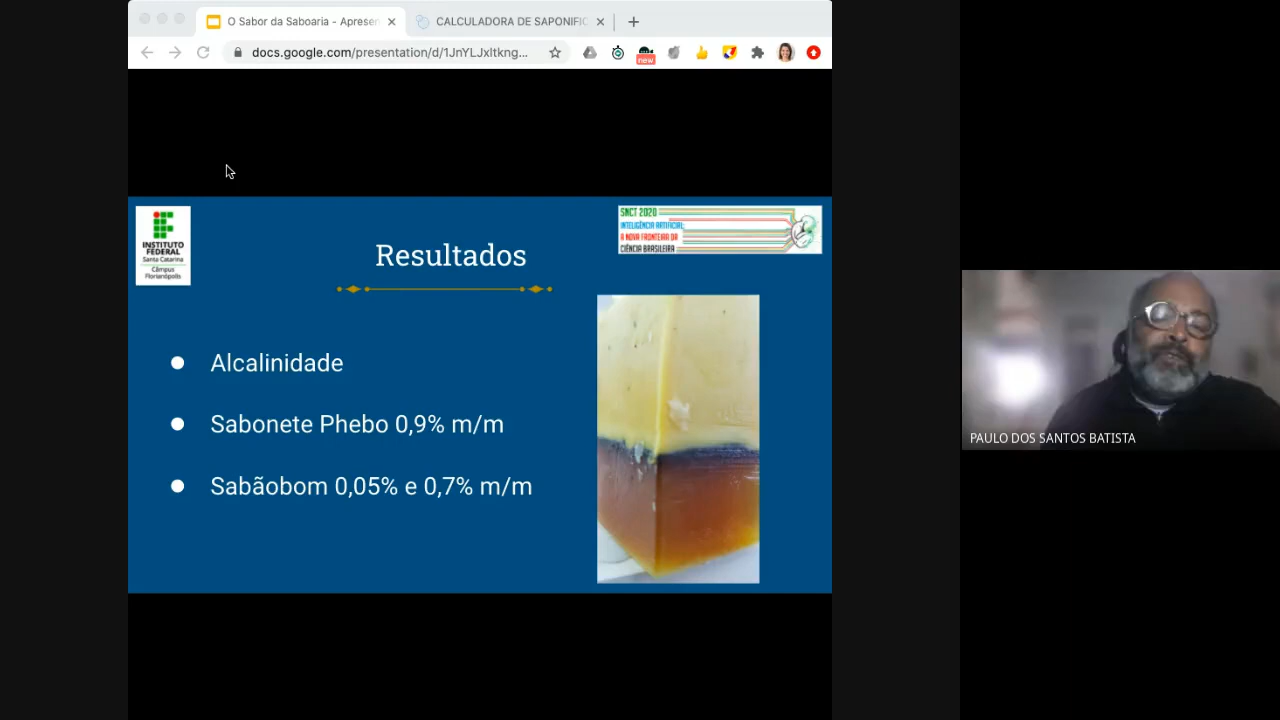 O Sabor da Saboaria - Apresen
CALCULADORA DE SAPONIFIC
docs.google.com/presentation/d/1JnYLJxltkng...
new
INSTITUTO
FEDERAL
Santa Catarina
Câmpus
Florianópolis
SNCT 2020
INTELIGÊNCIA ARTIFICIAL:
A NOVA FRONTEIRA DA
CIÊNCIA BRASILEIRA
Resultados
Alcalinidade
Sabonete Phebo 0,9% m/m
Sabãobom 0,05% e 0,7% m/m
PAULO DOS SANTOS BATISTA